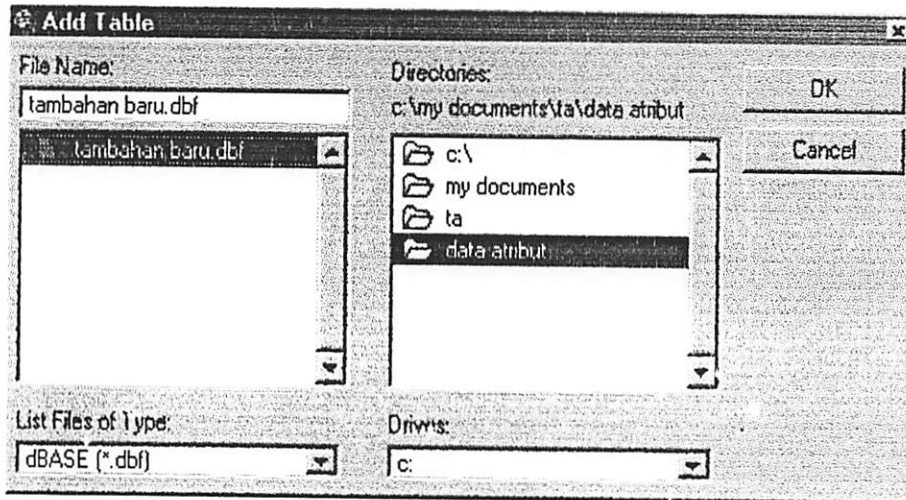 Add Table
File Name:
tambahan baru.dbf
tambahan baru.dbf
List Files of Type:
dBASE (*.dbf)
Directories:
c:\my documents\ta\data atribut
c:\
my documents
ta
data atribut
Drives:
c:
OK
Cancel